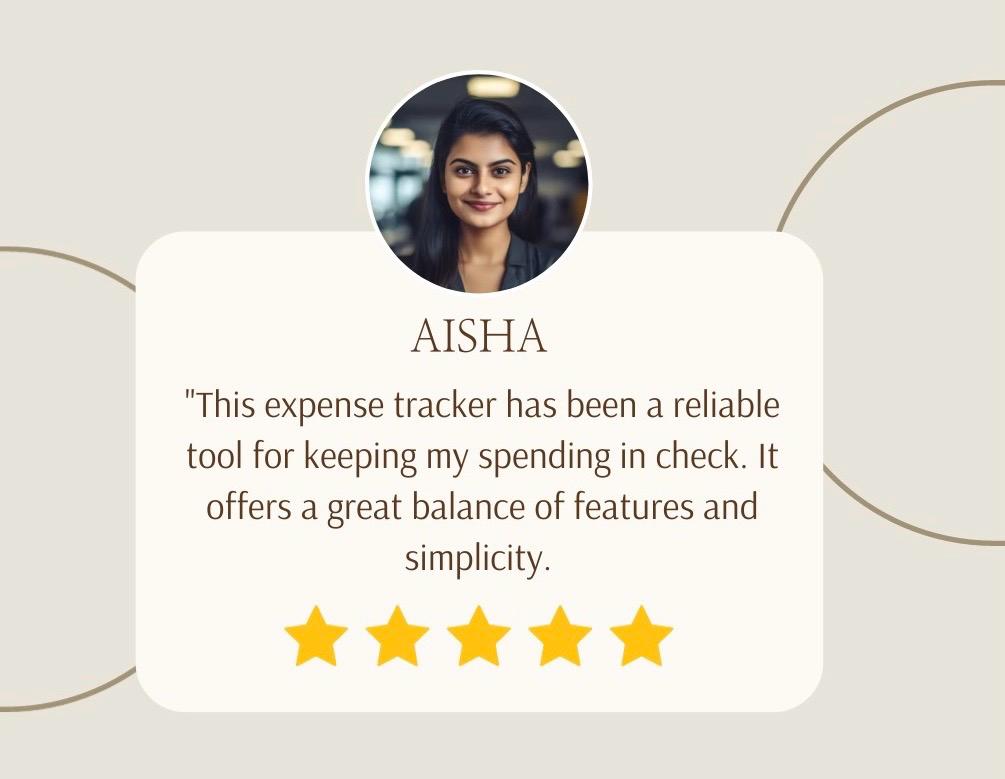 AISHA
"This expense tracker has been a reliable
tool for keeping my spending in check. It
offers a great balance of features and
simplicity.